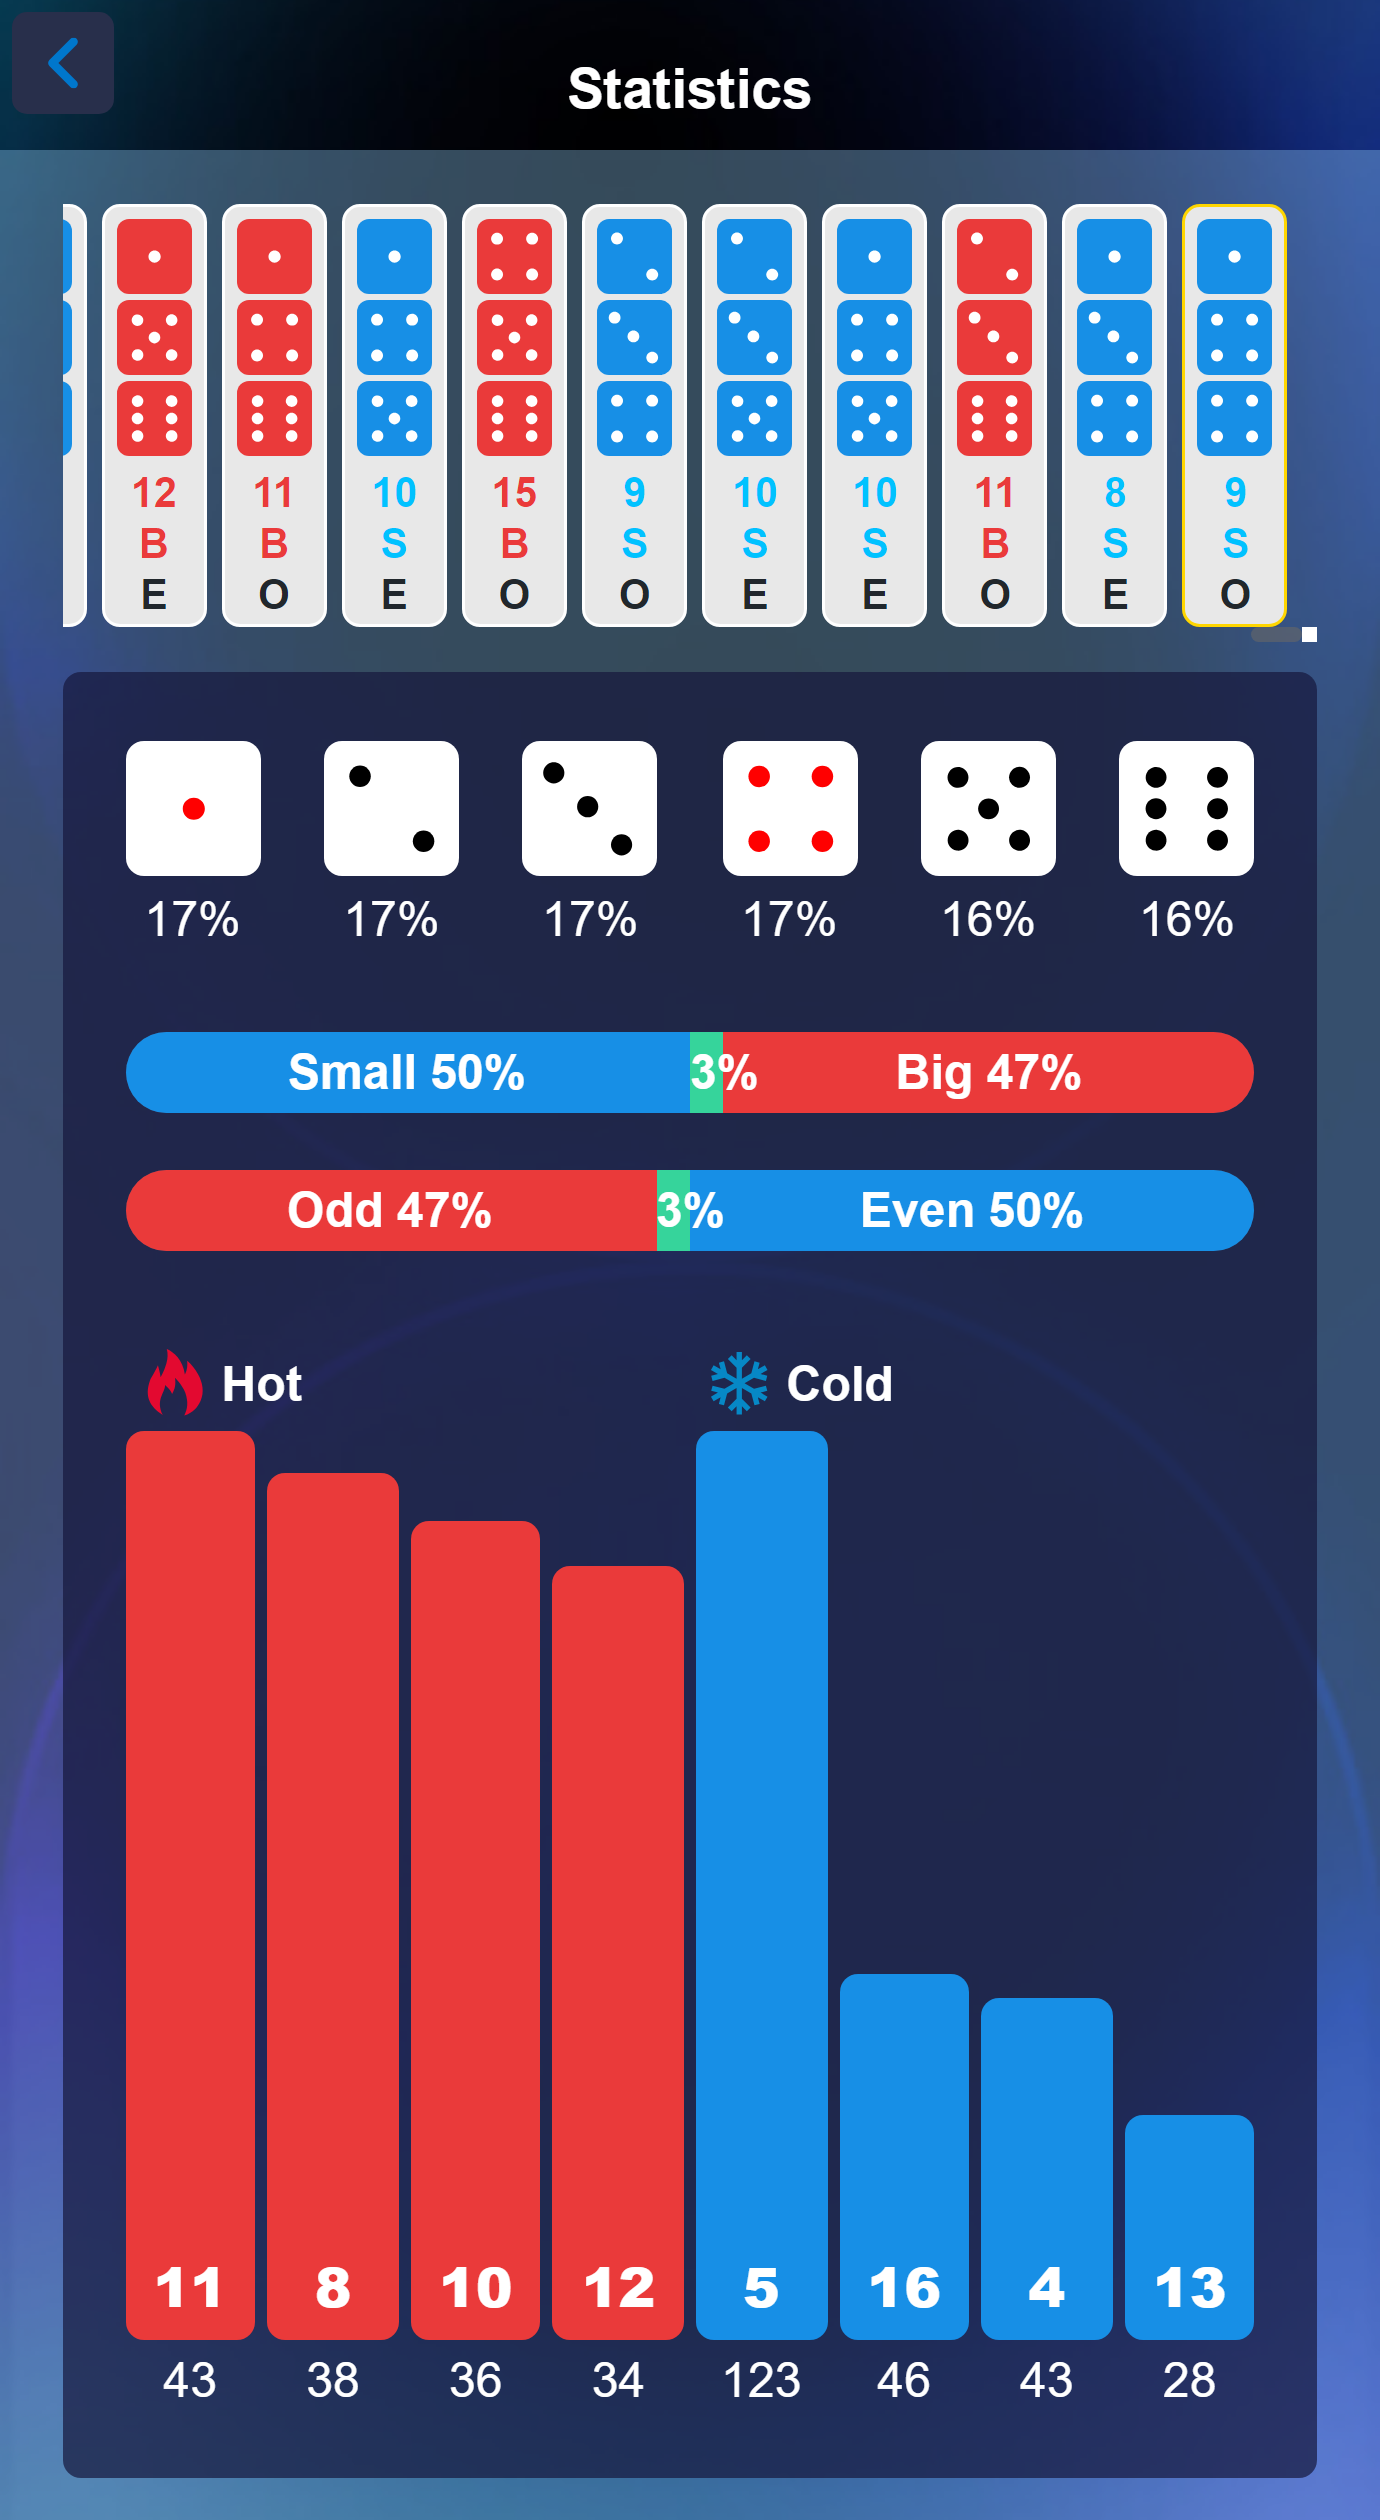 Statistics
12 11 10 15 9 10 10 11 8 9
B B S B S S S B S S
E O E O O E E O E O
17% 17% 17% 17% 16% 16%
Small 50% 3% Big 47%
Odd 47% 3% Even 50%
Hot Cold
11 8 10 12 5 16 4 13
43 38 36 34 123 46 43 28